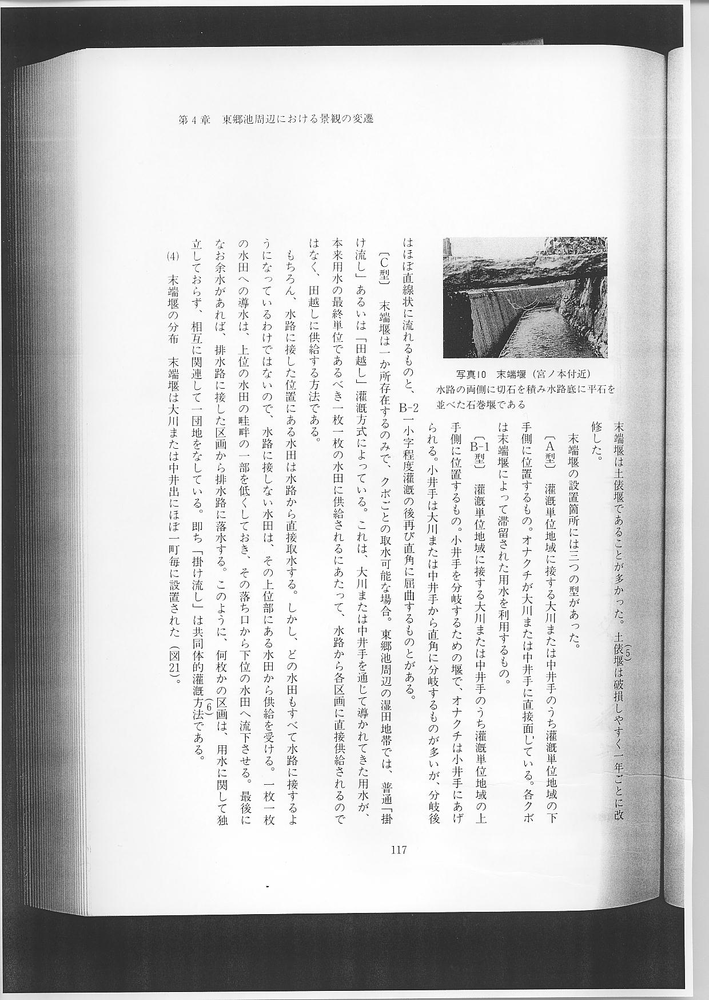 第4章　東郷池周辺における景観の変遷
写真10　末端堰（宮ノ本付近）
水路の両側に切石を積み水路底に平石を
並べた石巻堰である
末端堰は土俵堰であることが多かった。土俵堰は破損しやすく一年ごとに改
(5)
修した。
末端堰の設置箇所には三つの型があった。
〔A型〕　灌漑単位地域に接する大川または中井手のうち灌漑単位地域の下
手側に位置するもの。オナクチが大川または中井手に直接面している。各クボ
は末端堰によって滞留された用水を利用するもの。
〔B-1型〕　灌漑単位地域に接する大川または中井手のうち灌漑単位地域の上
手側に位置するもの。小井手を分岐するための堰で、オナクチは小井手にあげ
られる。小井手は大川または中井手から直角に分岐するものが多いが、分岐後
はほぼ直線状に流れるものと、B-2一小字程度灌漑の後再び直角に屈曲するものとがある。
〔C型〕　末端堰は一か所存在するのみで、クボごとの取水可能な場合。東郷池周辺の湿田地帯では、普通「掛
け流し」あるいは「田越し」灌漑方式によっている。これは、大川または中井手を通じて導かれてきた用水が、
本来用水の最終単位であるべき一枚一枚の水田に供給されるにあたって、水路から各区画に直接供給されるので
はなく、田越しに供給する方法である。
もちろん、水路に接した位置にある水田は水路から直接取水する。しかし、どの水田もすべて水路に接するよ
うになっているわけではないので、水路に接しない水田は、その上位部にある水田から供給を受ける。一枚一枚
の水田への導水は、上位の水田の畦畔の一部を低くしておき、その落ち口から下位の水田へ流下させる。最後に
なお余水があれば、排水路に接した区画から排水路に落水する。このように、何枚かの区画は、用水に関して独
立しておらず、相互に関連して一団地をなしている。即ち「掛け流し」は共同体的灌漑方法である。
(6)
(4)　末端堰の分布　末端堰は大川または中井出にほぼ一町毎に設置された（図21）。
117